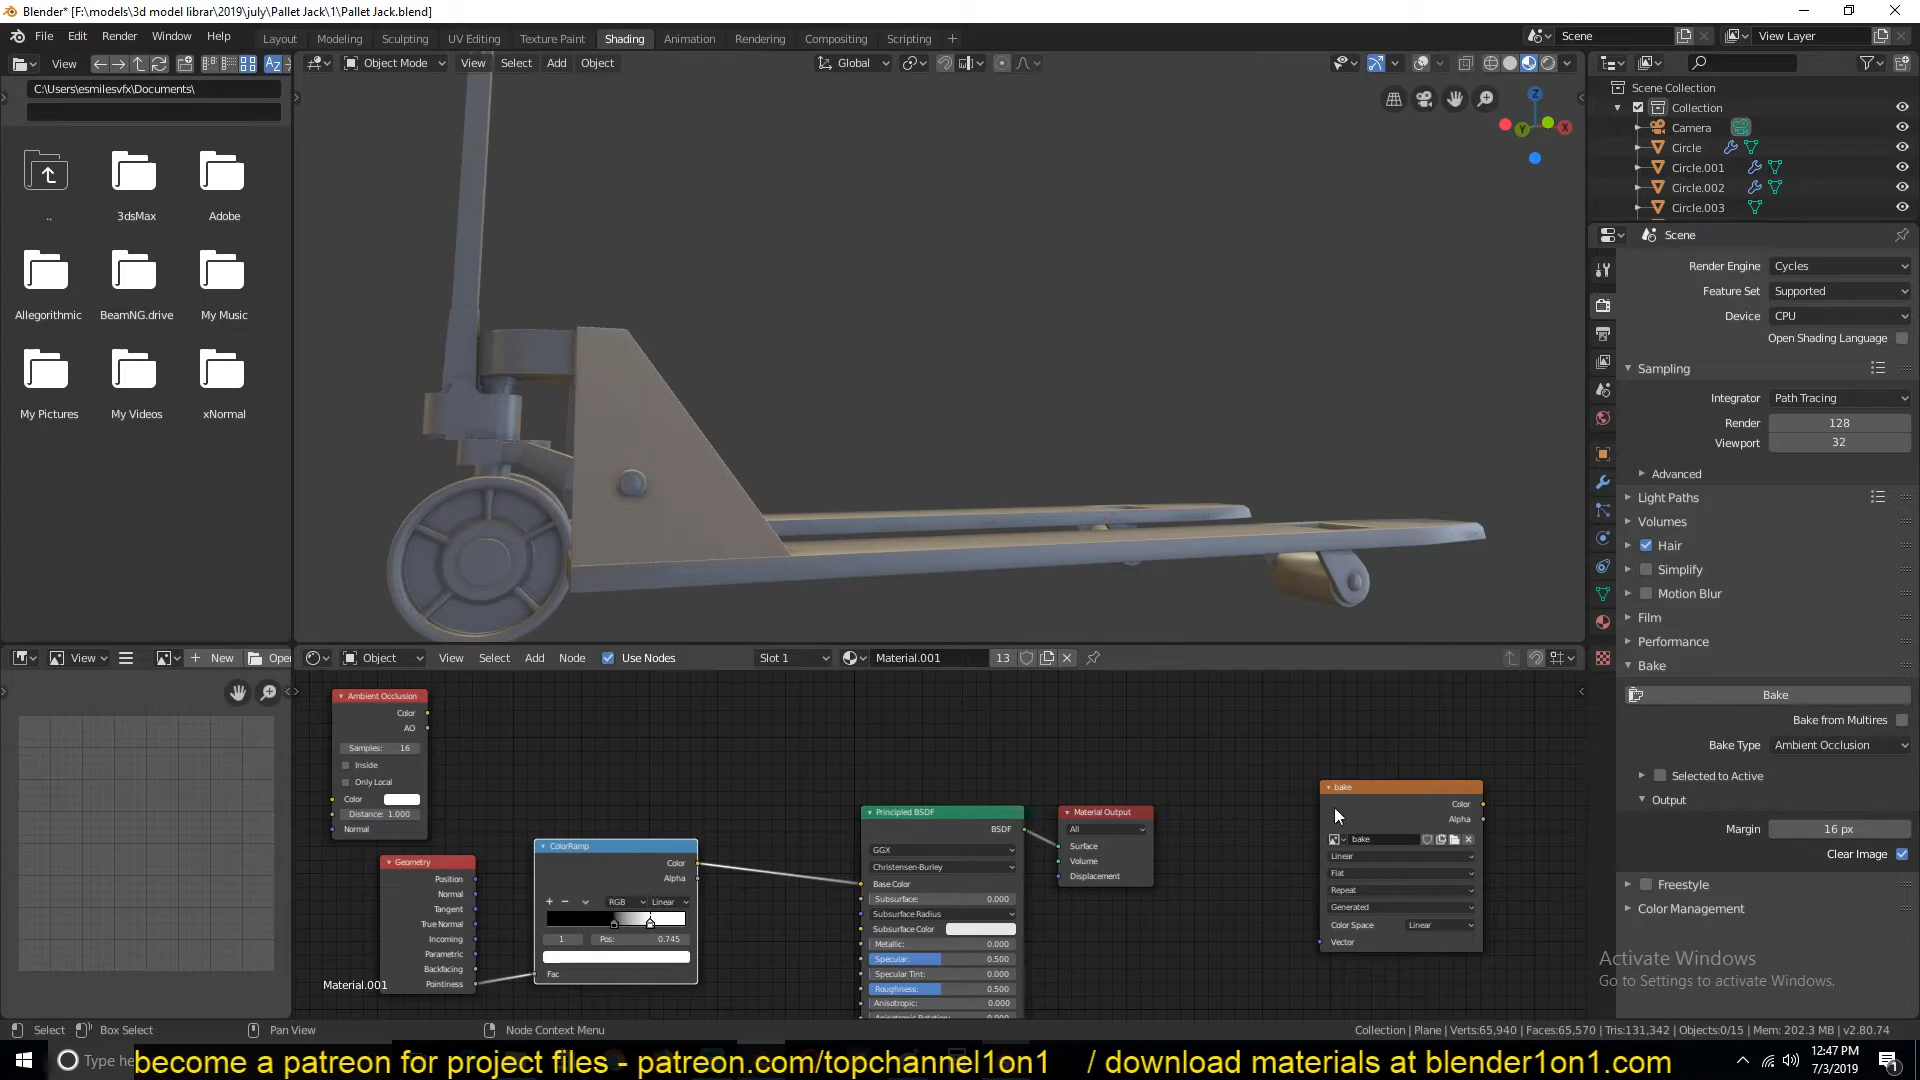 Blender* [F:\models\3d model librar\2019\july\Pallet Jack\1\Pallet Jack.blend]
File Edit Render Window Help
Layout Modeling Sculpting UV Editing Texture Paint Shading Animation Rendering Compositing Scripting
Scene
View Layer
View
C:\Users\esmilesvfx\Documents\
.. 3dsMax Adobe
Allegorithmic BeamNG.drive My Music
My Pictures My Videos xNormal
Object Mode View Select Add Object Global
Scene Collection
Collection
Camera
Circle
Circle.001
Circle.002
Circle.003
Scene
Render Engine Cycles
Feature Set Supported
Device CPU
Open Shading Language
Sampling
Integrator Path Tracing
Render 128
Viewport 32
Advanced
Light Paths
Volumes
Hair
Simplify
Motion Blur
Film
Performance
Bake
Bake
Bake from Multires
Bake Type Ambient Occlusion
Selected to Active
Output
Margin 16 px
Clear Image
Freestyle
Color Management
View New Open
Object View Select Add Node Use Nodes Slot 1 Material.001 13
Ambient Occlusion
Color
AO
Samples: 16
Inside
Only Local
Color
Distance: 1.000
Normal
Geometry
Position
Normal
Tangent
True Normal
Incoming
Parametric
Backfacing
Pointiness
Material.001
ColorRamp
Color
Alpha
RGB Linear
1 Pos: 0.745
Fac
Principled BSDF
BSDF
GGX
Christensen-Burley
Base Color
Subsurface: 0.000
Subsurface Radius
Subsurface Color
Metallic: 0.000
Specular: 0.500
Specular Tint: 0.000
Roughness: 0.500
Anisotropic: 0.000
Material Output
All
Surface
Volume
Displacement
bake
Color
Alpha
bake
Linear
Flat
Repeat
Generated
Color Space Linear
Vector
Activate Windows
Go to Settings to activate Windows.
Select Box Select Pan View Node Context Menu
Collection | Plane | Verts:65,940 | Faces:65,570 | Tris:131,342 | Objects:0/15 | Mem: 202.3 MB | v2.80.74
Type he
become a patreon for project files - patreon.com/topchannel1on1 / download materials at blender1on1.com
12:47 PM
7/3/2019